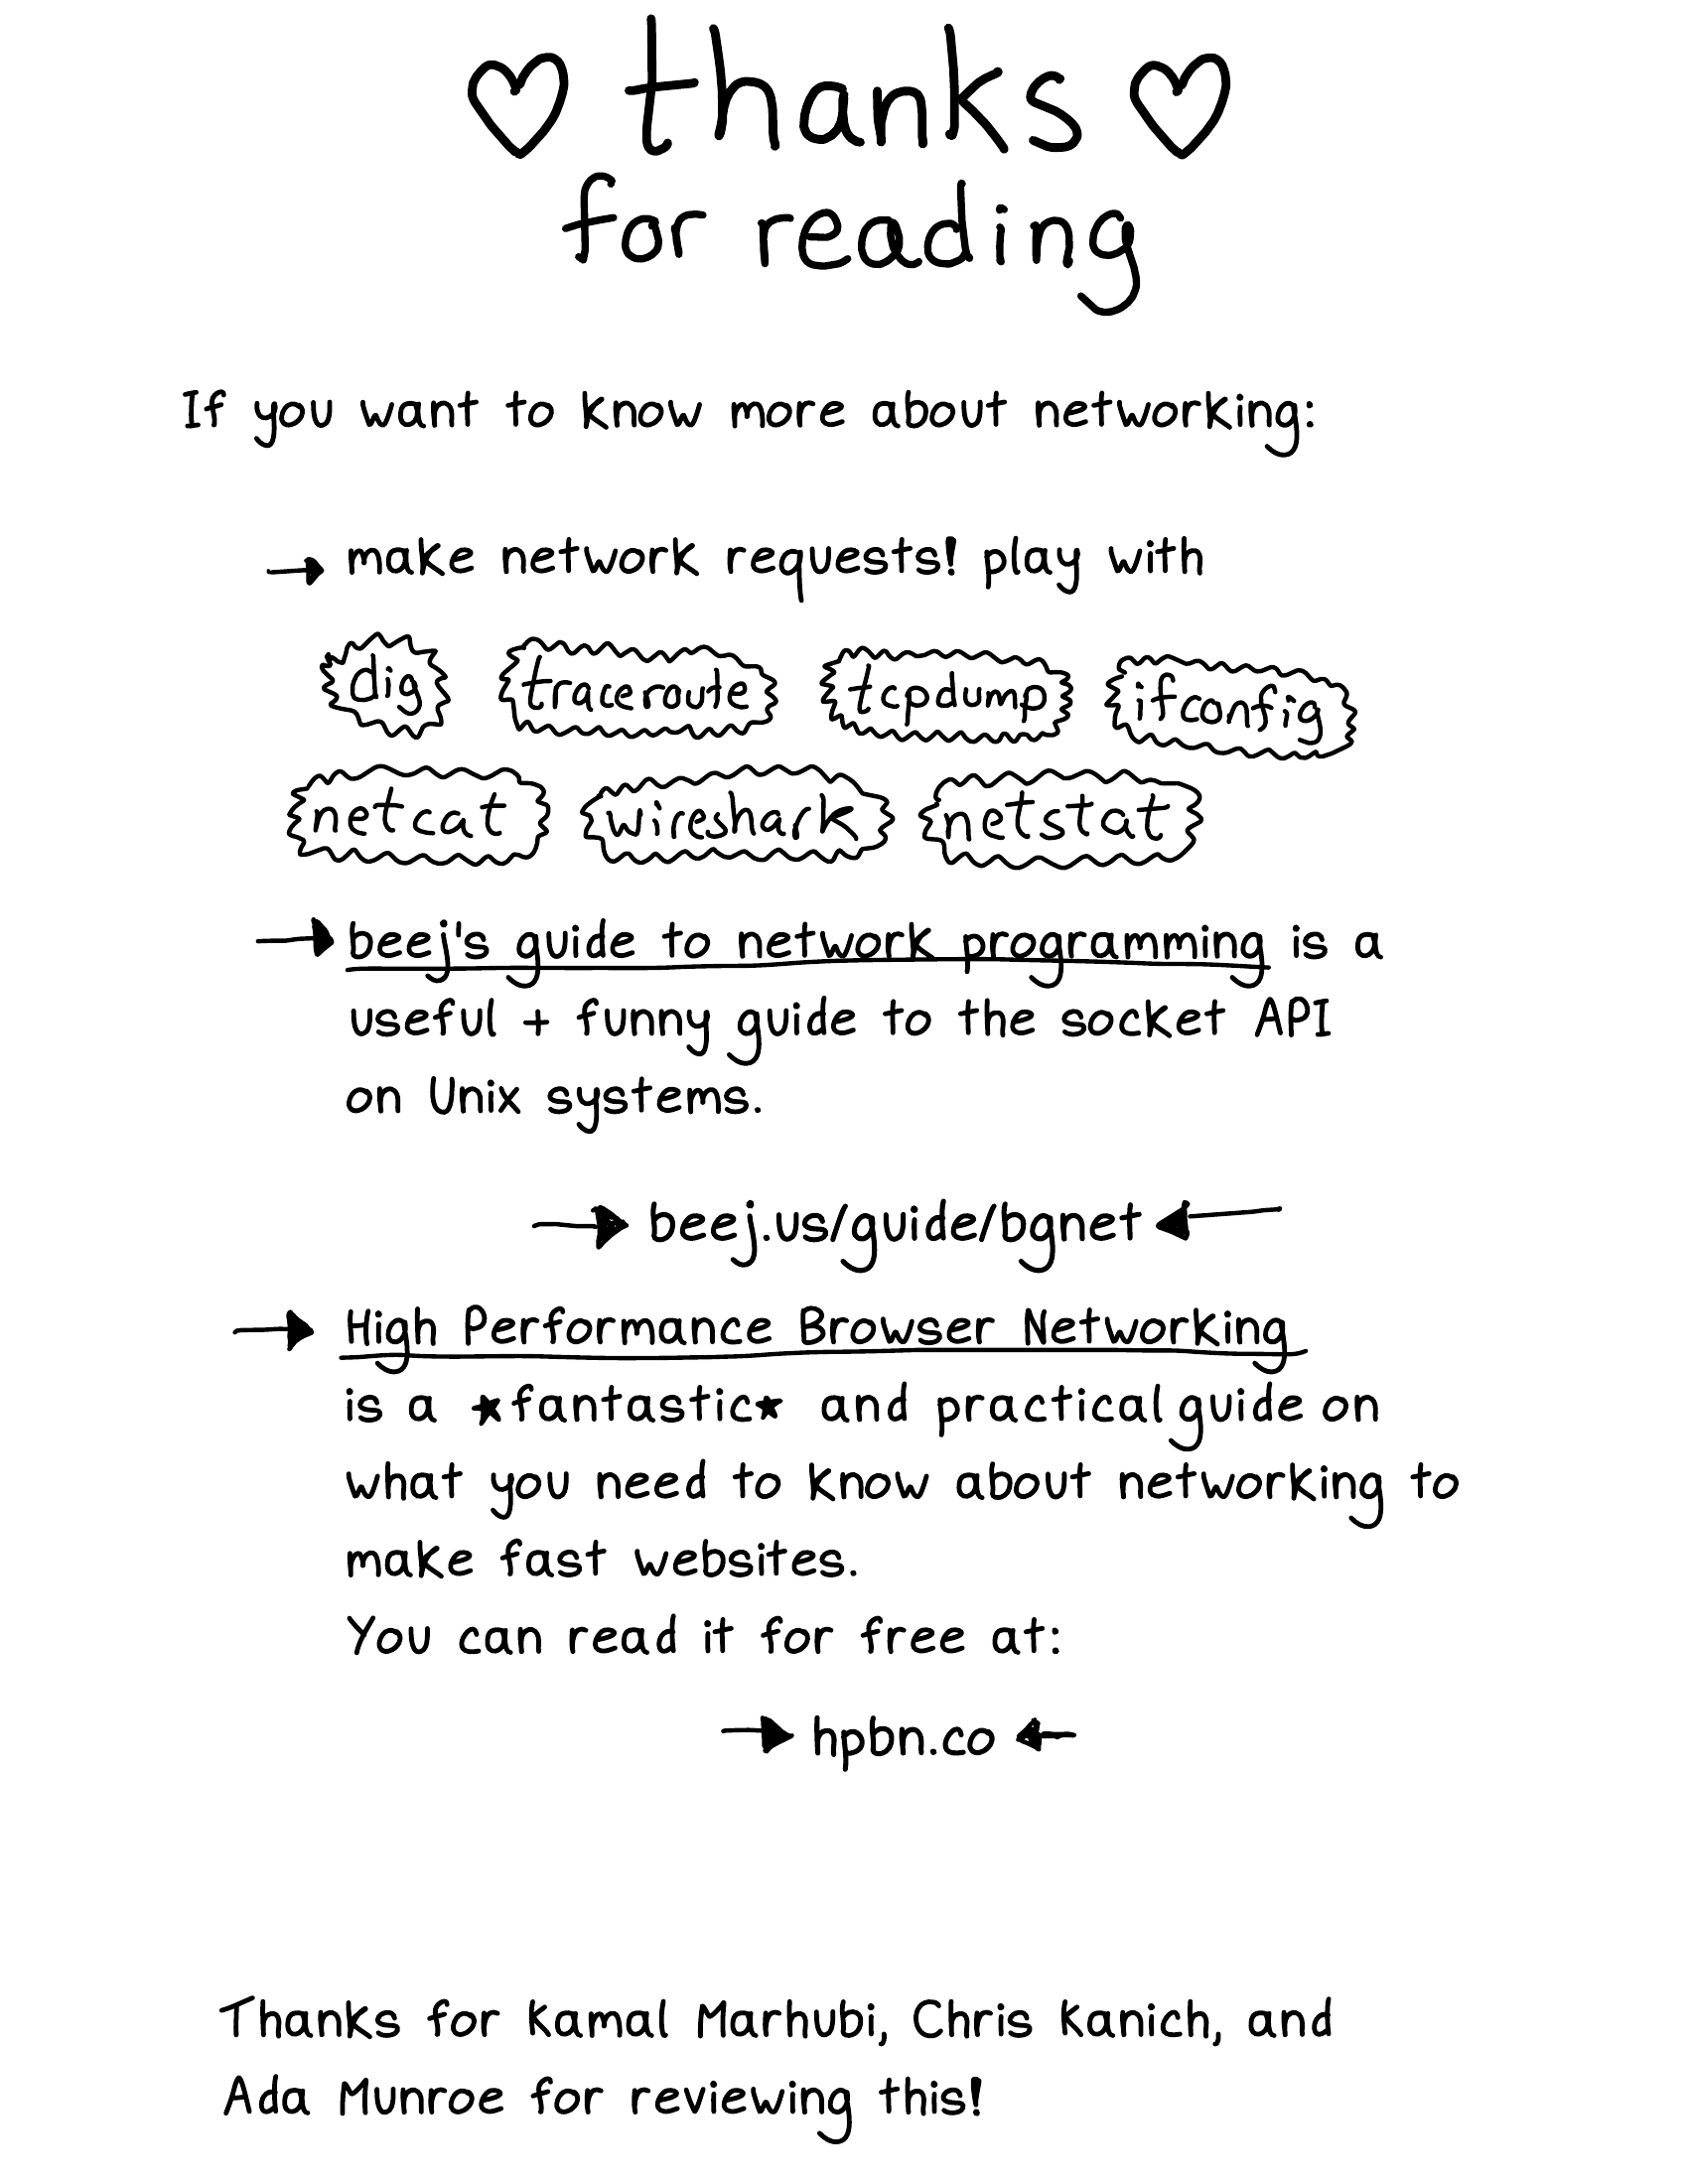 ♡ thanks ♡
for reading
If you want to know more about networking:
→ make network requests! play with
dig traceroute tcpdump ifconfig
netcat wireshark netstat
→ beej's guide to network programming is a
useful + funny guide to the socket API
on Unix systems.
→ beej.us/guide/bgnet ←
→ High Performance Browser Networking
is a ★fantastic★ and practical guide on
what you need to know about networking to
make fast websites.
You can read it for free at:
→ hpbn.co ←
Thanks for Kamal Marhubi, Chris Kanich, and
Ada Munroe for reviewing this!